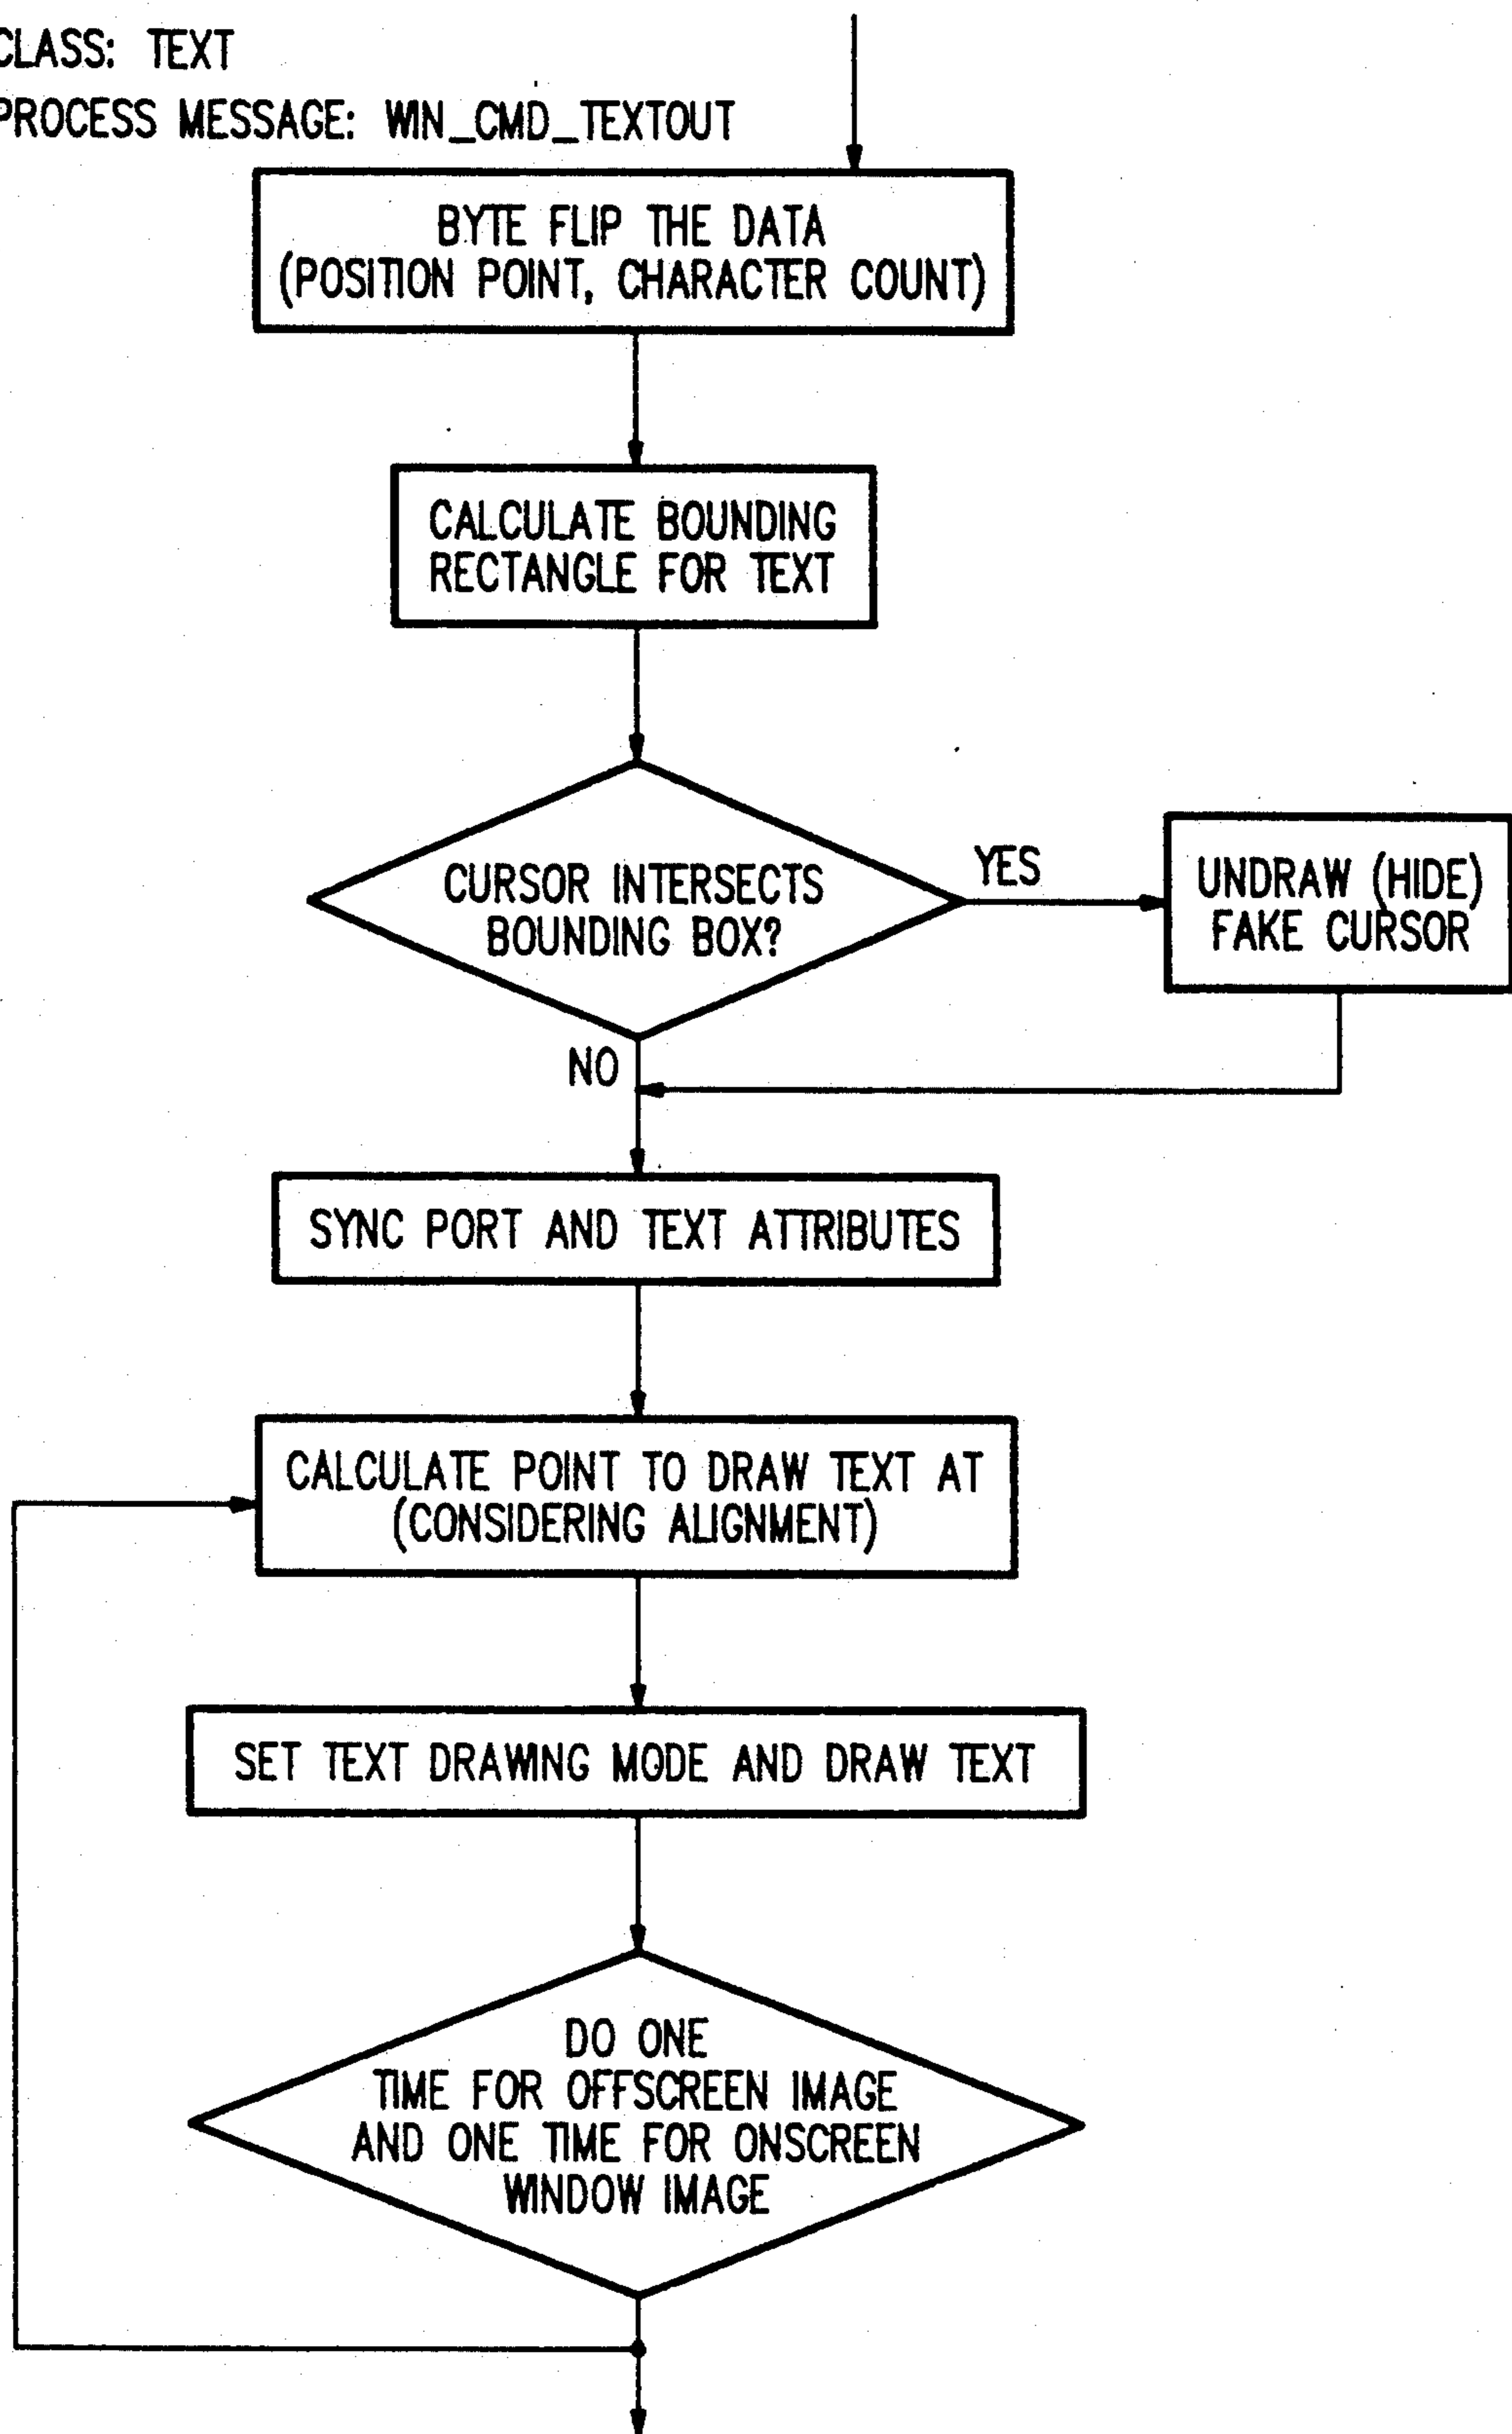 CLASS: TEXT
PROCESS MESSAGE: WIN_CMD_TEXTOUT
BYTE FLIP THE DATA
(POSITION POINT, CHARACTER COUNT)
CALCULATE BOUNDING
RECTANGLE FOR TEXT
CURSOR INTERSECTS
BOUNDING BOX?
YES
UNDRAW (HIDE)
FAKE CURSOR
NO
SYNC PORT AND TEXT ATTRIBUTES
CALCULATE POINT TO DRAW TEXT AT
(CONSIDERING ALIGNMENT)
SET TEXT DRAWING MODE AND DRAW TEXT
DO ONE
TIME FOR OFFSCREEN IMAGE
AND ONE TIME FOR ONSCREEN
WINDOW IMAGE